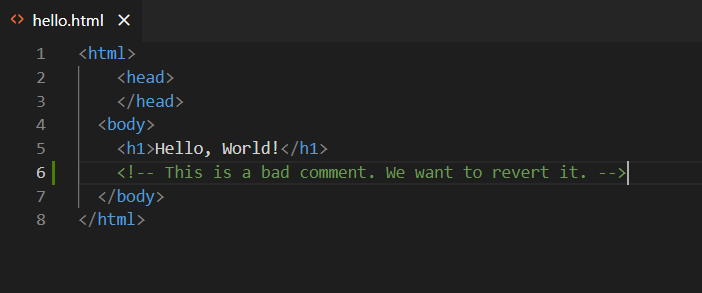 <> hello.html ×
1 <html>
2 <head>
3 </head>
4 <body>
5 <h1>Hello, World!</h1>
6 <!-- This is a bad comment. We want to revert it. -->
7 </body>
8 </html>